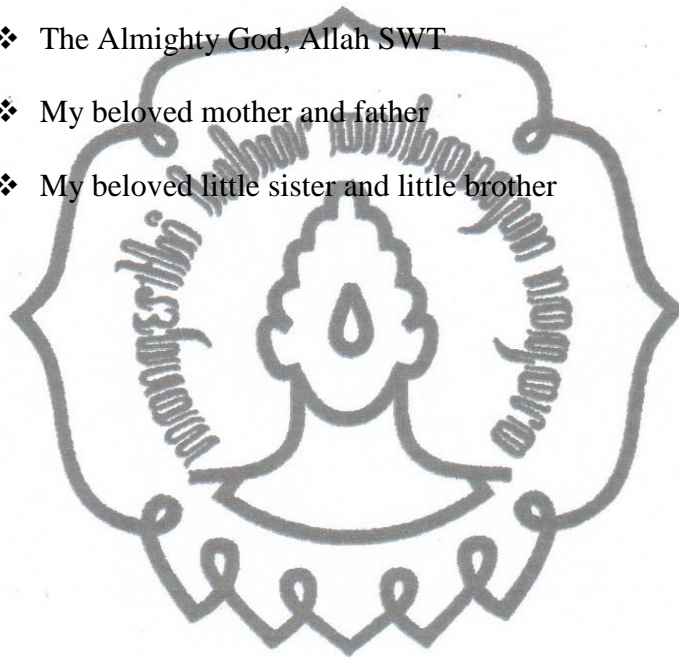 ❖ The Almighty God, Allah SWT
❖ My beloved mother and father
❖ My beloved little sister and little brother